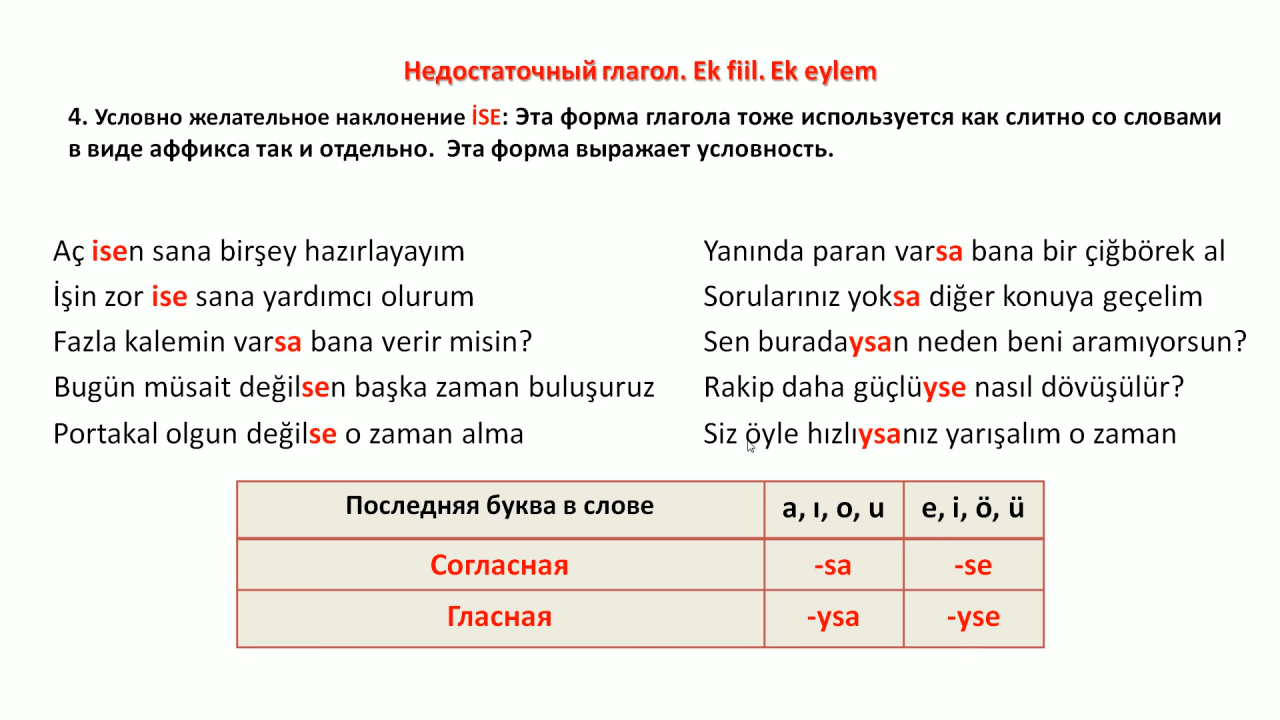 Недостаточный глагол. Ek fiil. Ek eylem
4. Условно желательное наклонение İSE: Эта форма глагола тоже используется как слитно со словами
в виде аффикса так и отдельно. Эта форма выражает условность.
Aç isen sana birşey hazırlayayım
İşin zor ise sana yardımcı olurum
Fazla kalemin varsa bana verir misin?
Bugün müsait değilsen başka zaman buluşuruz
Portakal olgun değilse o zaman alma
Yanında paran varsa bana bir çiğbörek al
Sorularınız yoksa diğer konuya geçelim
Sen buradaysan neden beni aramıyorsun?
Rakip daha güçlüyse nasıl dövüşülür?
Siz öyle hızlıysanız yarışalım o zaman
Последняя буква в слове a, ı, o, u e, i, ö, ü
Согласная -sa -se
Гласная -ysa -yse